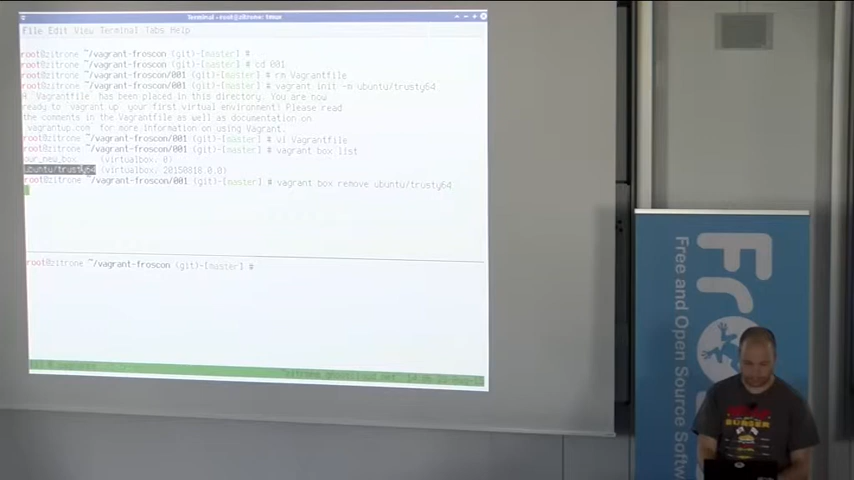 Terminal - root@zitrone: tmux
File Edit View Terminal Tabs Help
root@zitrone ~/vagrant-froscon (git)-[master] #
root@zitrone ~/vagrant-froscon (git)-[master] # cd 001
root@zitrone ~/vagrant-froscon/001 (git)-[master] # rm Vagrantfile
root@zitrone ~/vagrant-froscon/001 (git)-[master] # vagrant init -m ubuntu/trusty64
A `Vagrantfile` has been placed in this directory. You are now
ready to `vagrant up` your first virtual environment! Please read
the comments in the Vagrantfile as well as documentation on
`vagrantup.com` for more information on using Vagrant.
root@zitrone ~/vagrant-froscon/001 (git)-[master] # vi Vagrantfile
root@zitrone ~/vagrant-froscon/001 (git)-[master] # vagrant box list
our_new_box (virtualbox, 0)
ubuntu/trusty64 (virtualbox, 20150818.0.0)
root@zitrone ~/vagrant-froscon/001 (git)-[master] # vagrant box remove ubuntu/trusty64
root@zitrone ~/vagrant-froscon (git)-[master] #
Fr
Free and Open Source Softw
BURGER